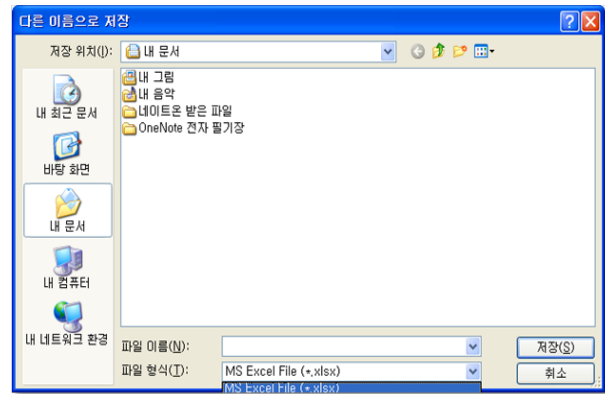 다른 이름으로 저장
저장 위치(I):
내 문서
내 최근 문서
바탕 화면
내 문서
내 컴퓨터
내 네트워크 환경
내 그림
내 음악
네이트온 받은 파일
OneNote 전자 필기장
파일 이름(N):
저장(S)
파일 형식(T):
MS Excel File (*.xlsx)
취소
MS Excel File (*.xlsx)